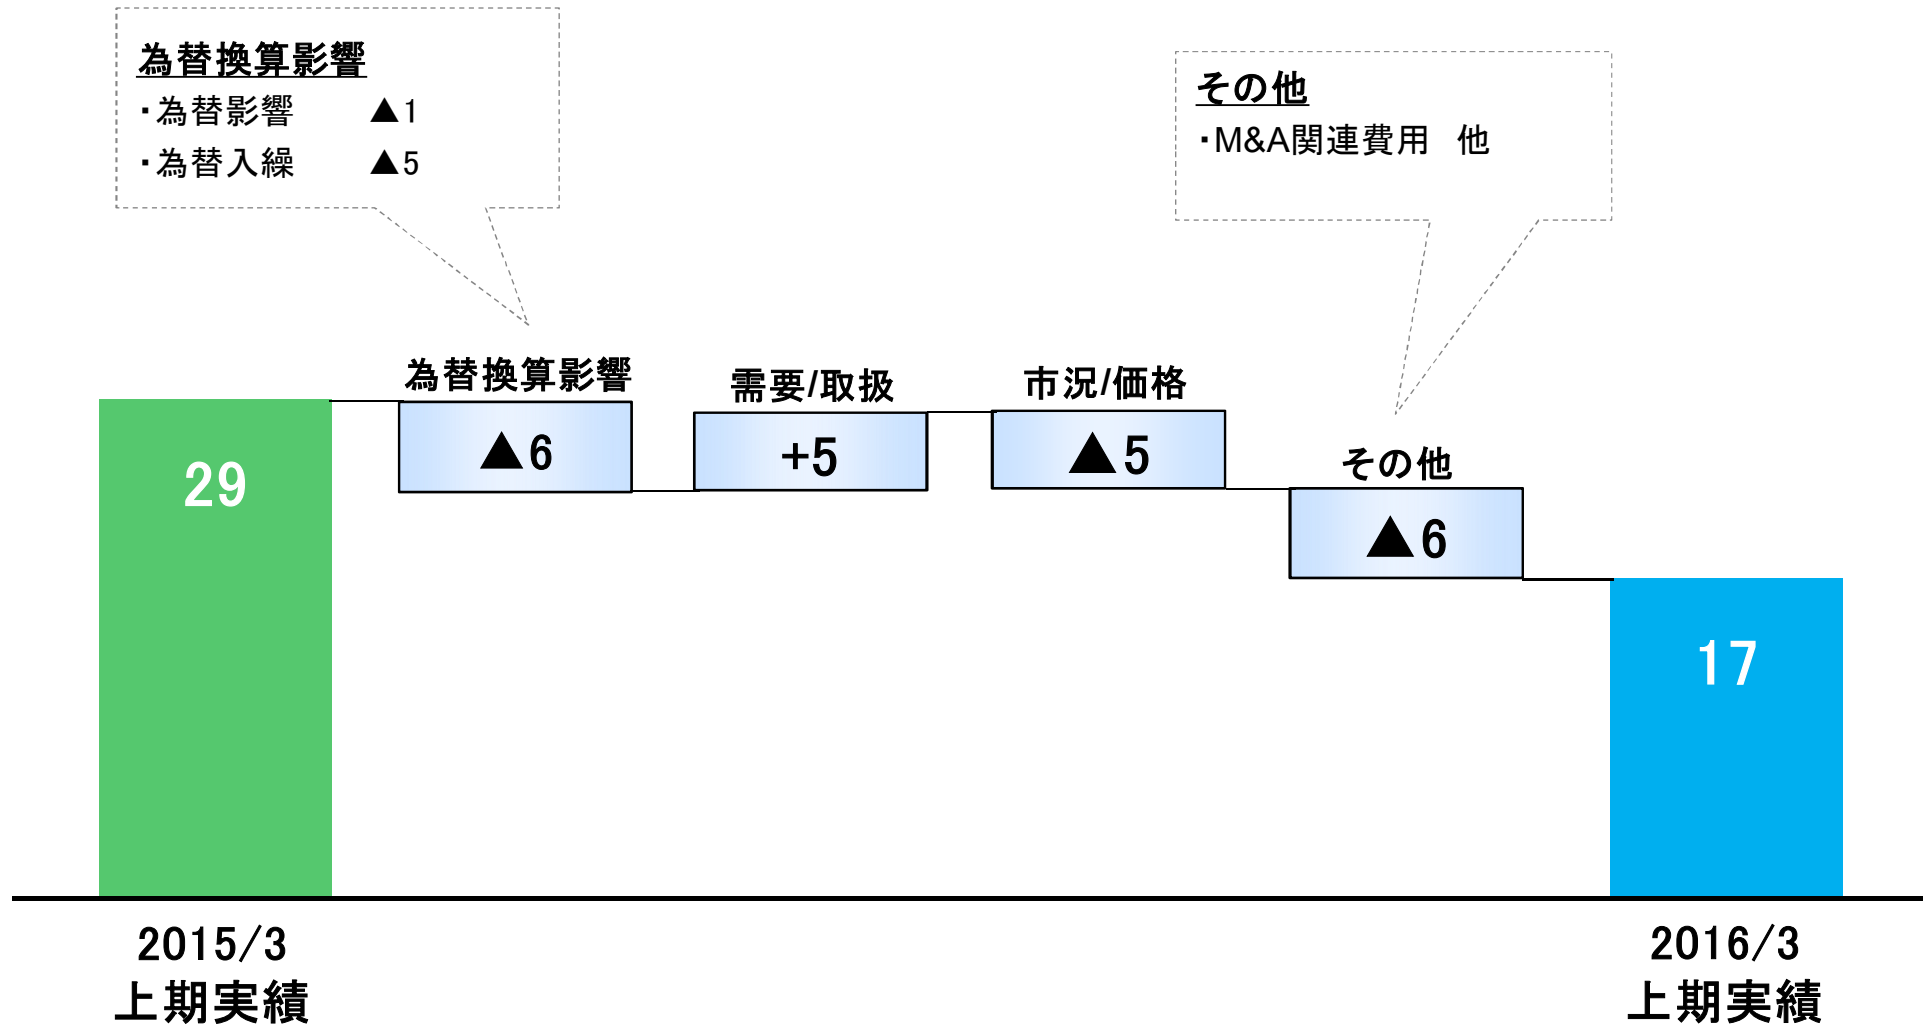 為替換算影響
・為替影響　　▲1
・為替入繰　　▲5
その他
・M&A関連費用　他
為替換算影響
▲6
需要/取扱
+5
市況/価格
▲5
その他
▲6
29
17
2015/3
上期実績
2016/3
上期実績